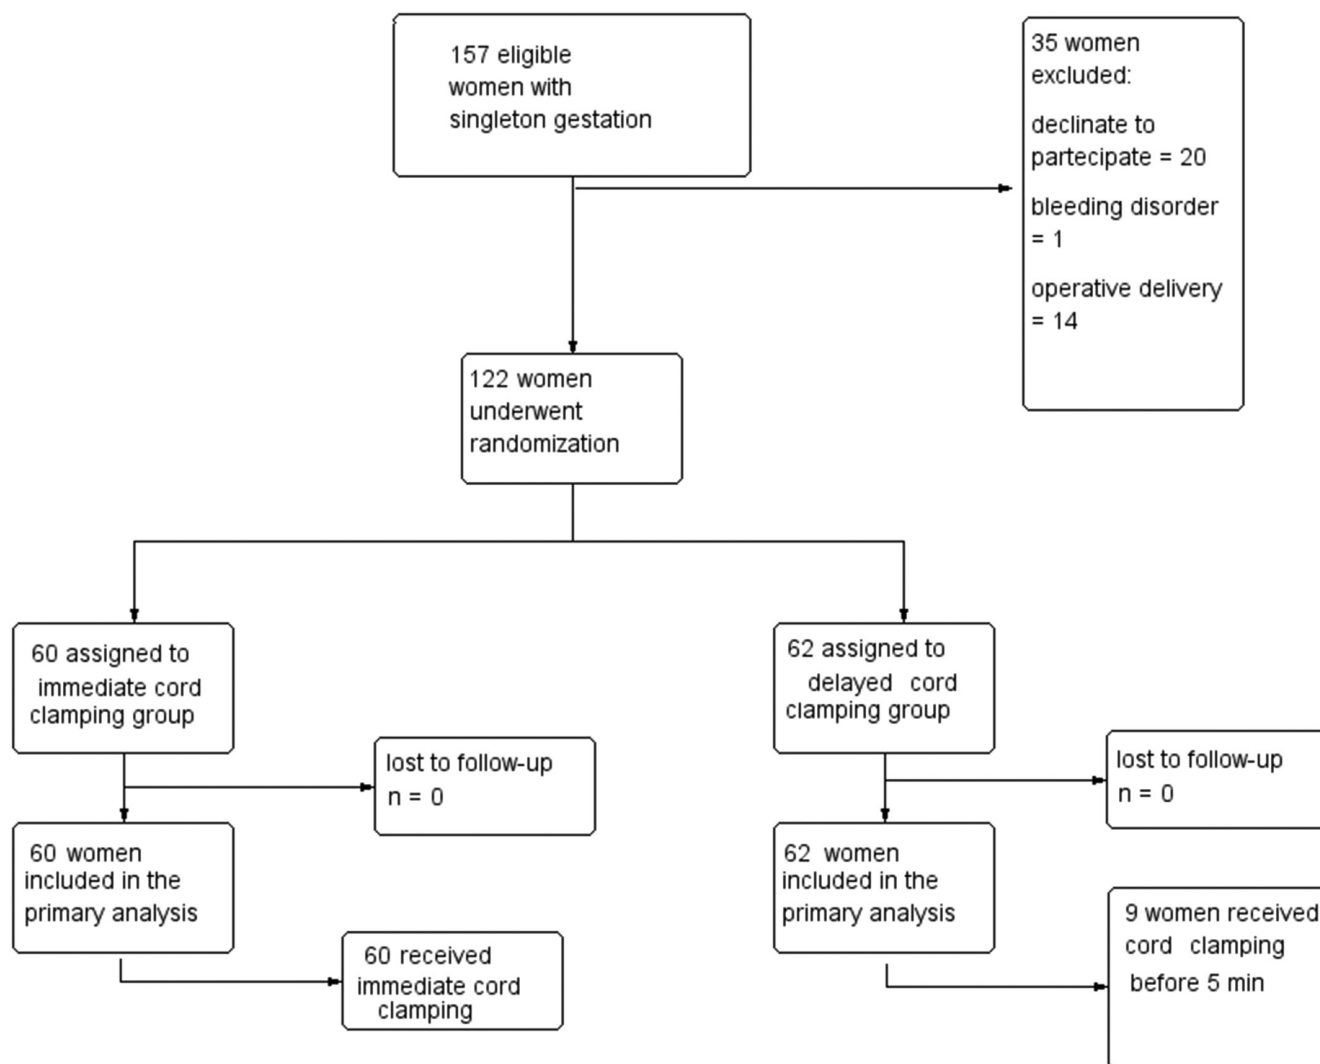 157 eligible
women with
singleton gestation
35 women
excluded:
declinate to
partecipate = 20
bleeding disorder
= 1
operative delivery
= 14
122 women
underwent
randomization
60 assigned to
immediate cord
clamping group
62 assigned to
delayed cord
clamping group
lost to follow-up
n = 0
lost to follow-up
n = 0
60 women
included in the
primary analysis
62 women
included in the
primary analysis
60 received
immediate cord
clamping
9 women received
cord clamping
before 5 min